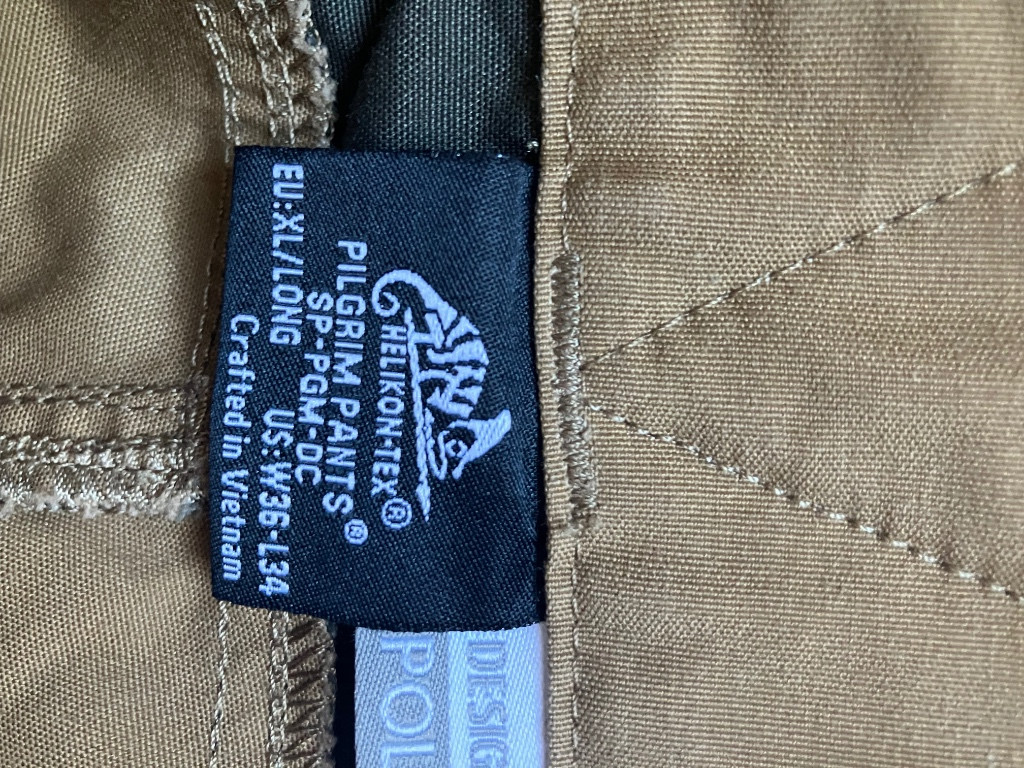 HELIKON-TEX®
PILGRIM PANTS®
SP-PGM-DC
EU:XL/LONG US:W36-L34
Crafted in Vietnam